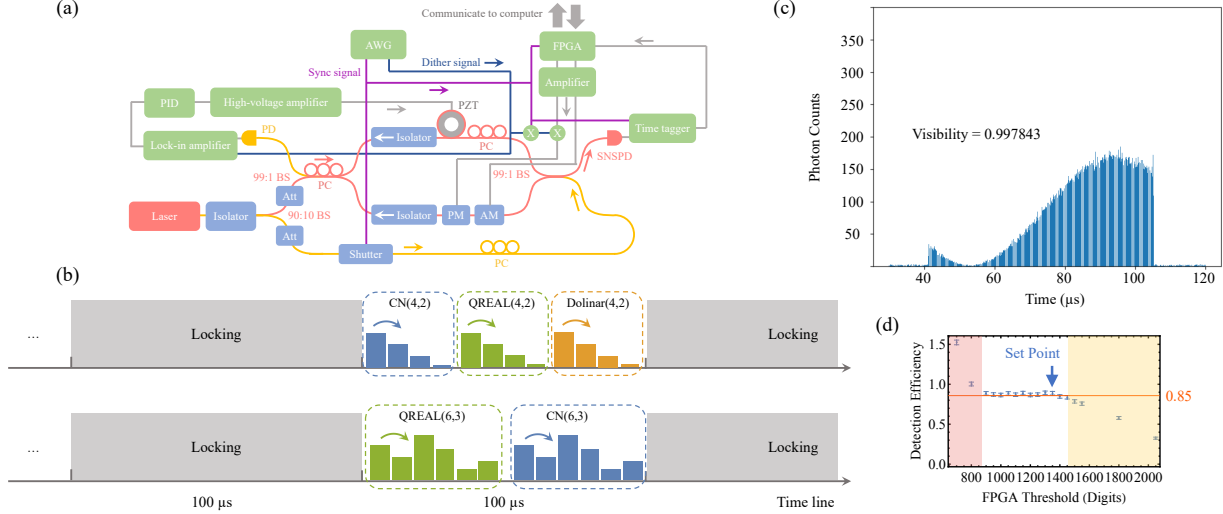 (a)
Communicate to computer
AWG
FPGA
Dither signal
Sync signal
Amplifier
PID
High-voltage amplifier
PZT
PD
X
X
Time tagger
Lock-in amplifier
Isolator
PC
SNSPD
99:1 BS
PC
99:1 BS
Att
Laser
Isolator
90:10 BS
Isolator
PM
AM
Att
Shutter
PC
(b)
CN(4,2)
QREAL(4,2)
Dolinar(4,2)
...
Locking
Locking
QREAL(6,3)
CN(6,3)
...
Locking
Locking
100 µs
100 µs
Time line
(c)
Photon Counts
350
300
250
200
150
100
50
Visibility = 0.997843
40
60
80
100
120
Time (µs)
(d)
Detection Efficiency
1.5
1.0
0.5
0.0
Set Point
0.85
800
1000
1200
1400
1600
1800
2000
FPGA Threshold (Digits)